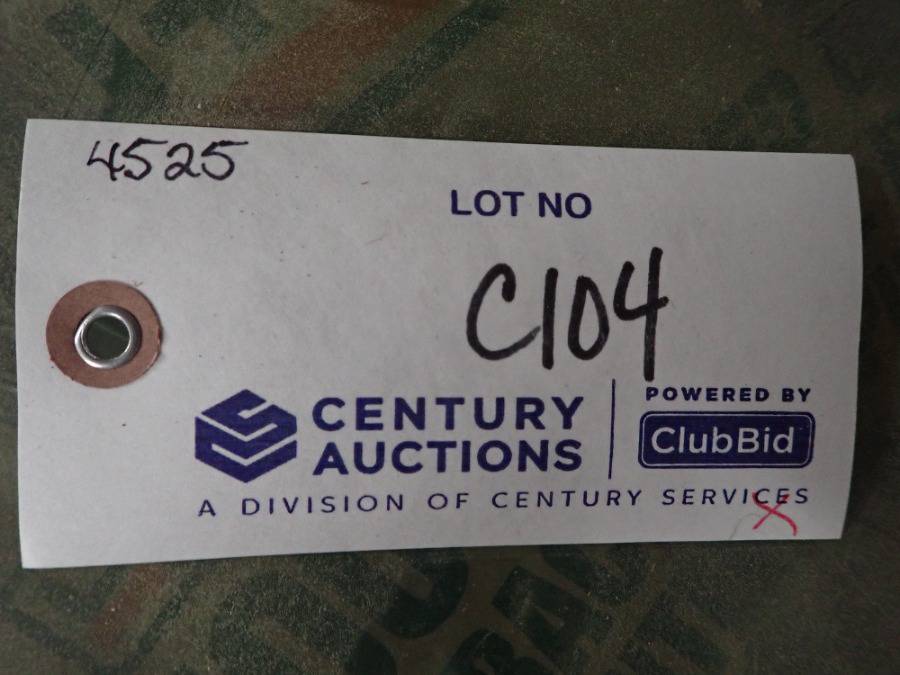 4525
LOT NO
C104
CENTURY
AUCTIONS
POWERED BY
ClubBid
A DIVISION OF CENTURY SERVICES